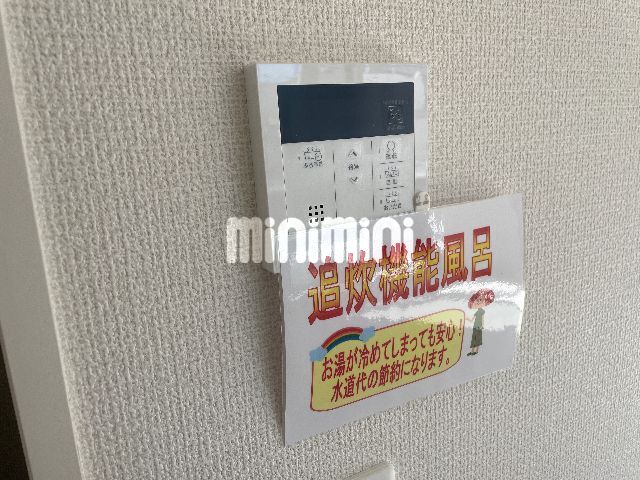 minimini
追炊機能風呂
お湯が冷めてしまっても安心!
水道代の節約になります。